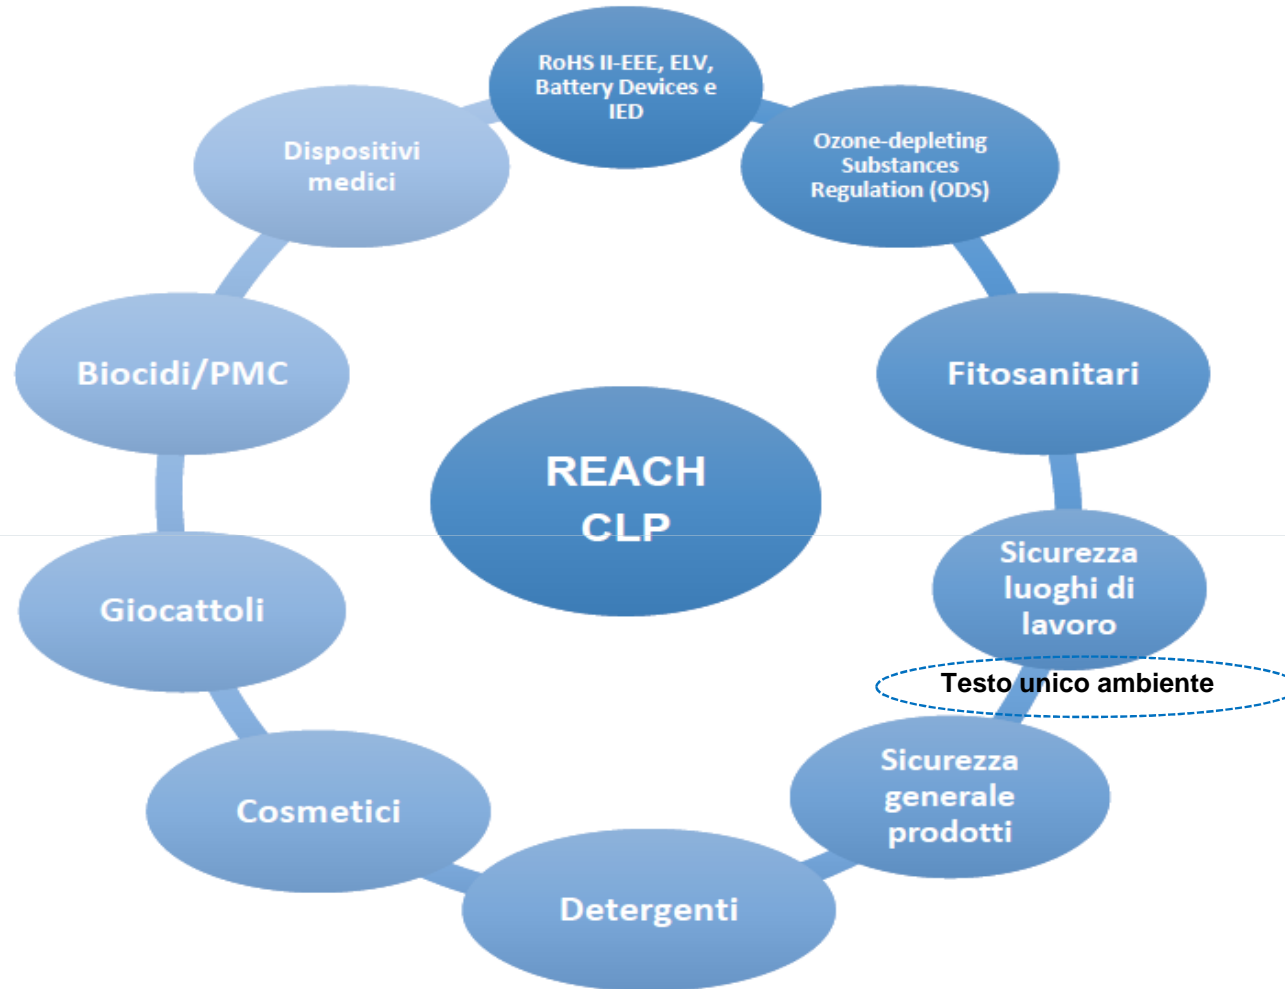 RoHS II-EEE, ELV,
Battery Devices e
IED
Ozone-depleting
Substances
Regulation (ODS)
Dispositivi
medici
Biocidi/PMC
Fitosanitari
REACH
CLP
Sicurezza
luoghi di
lavoro
Giocattoli
Testo unico ambiente
Sicurezza
generale
prodotti
Cosmetici
Detergenti